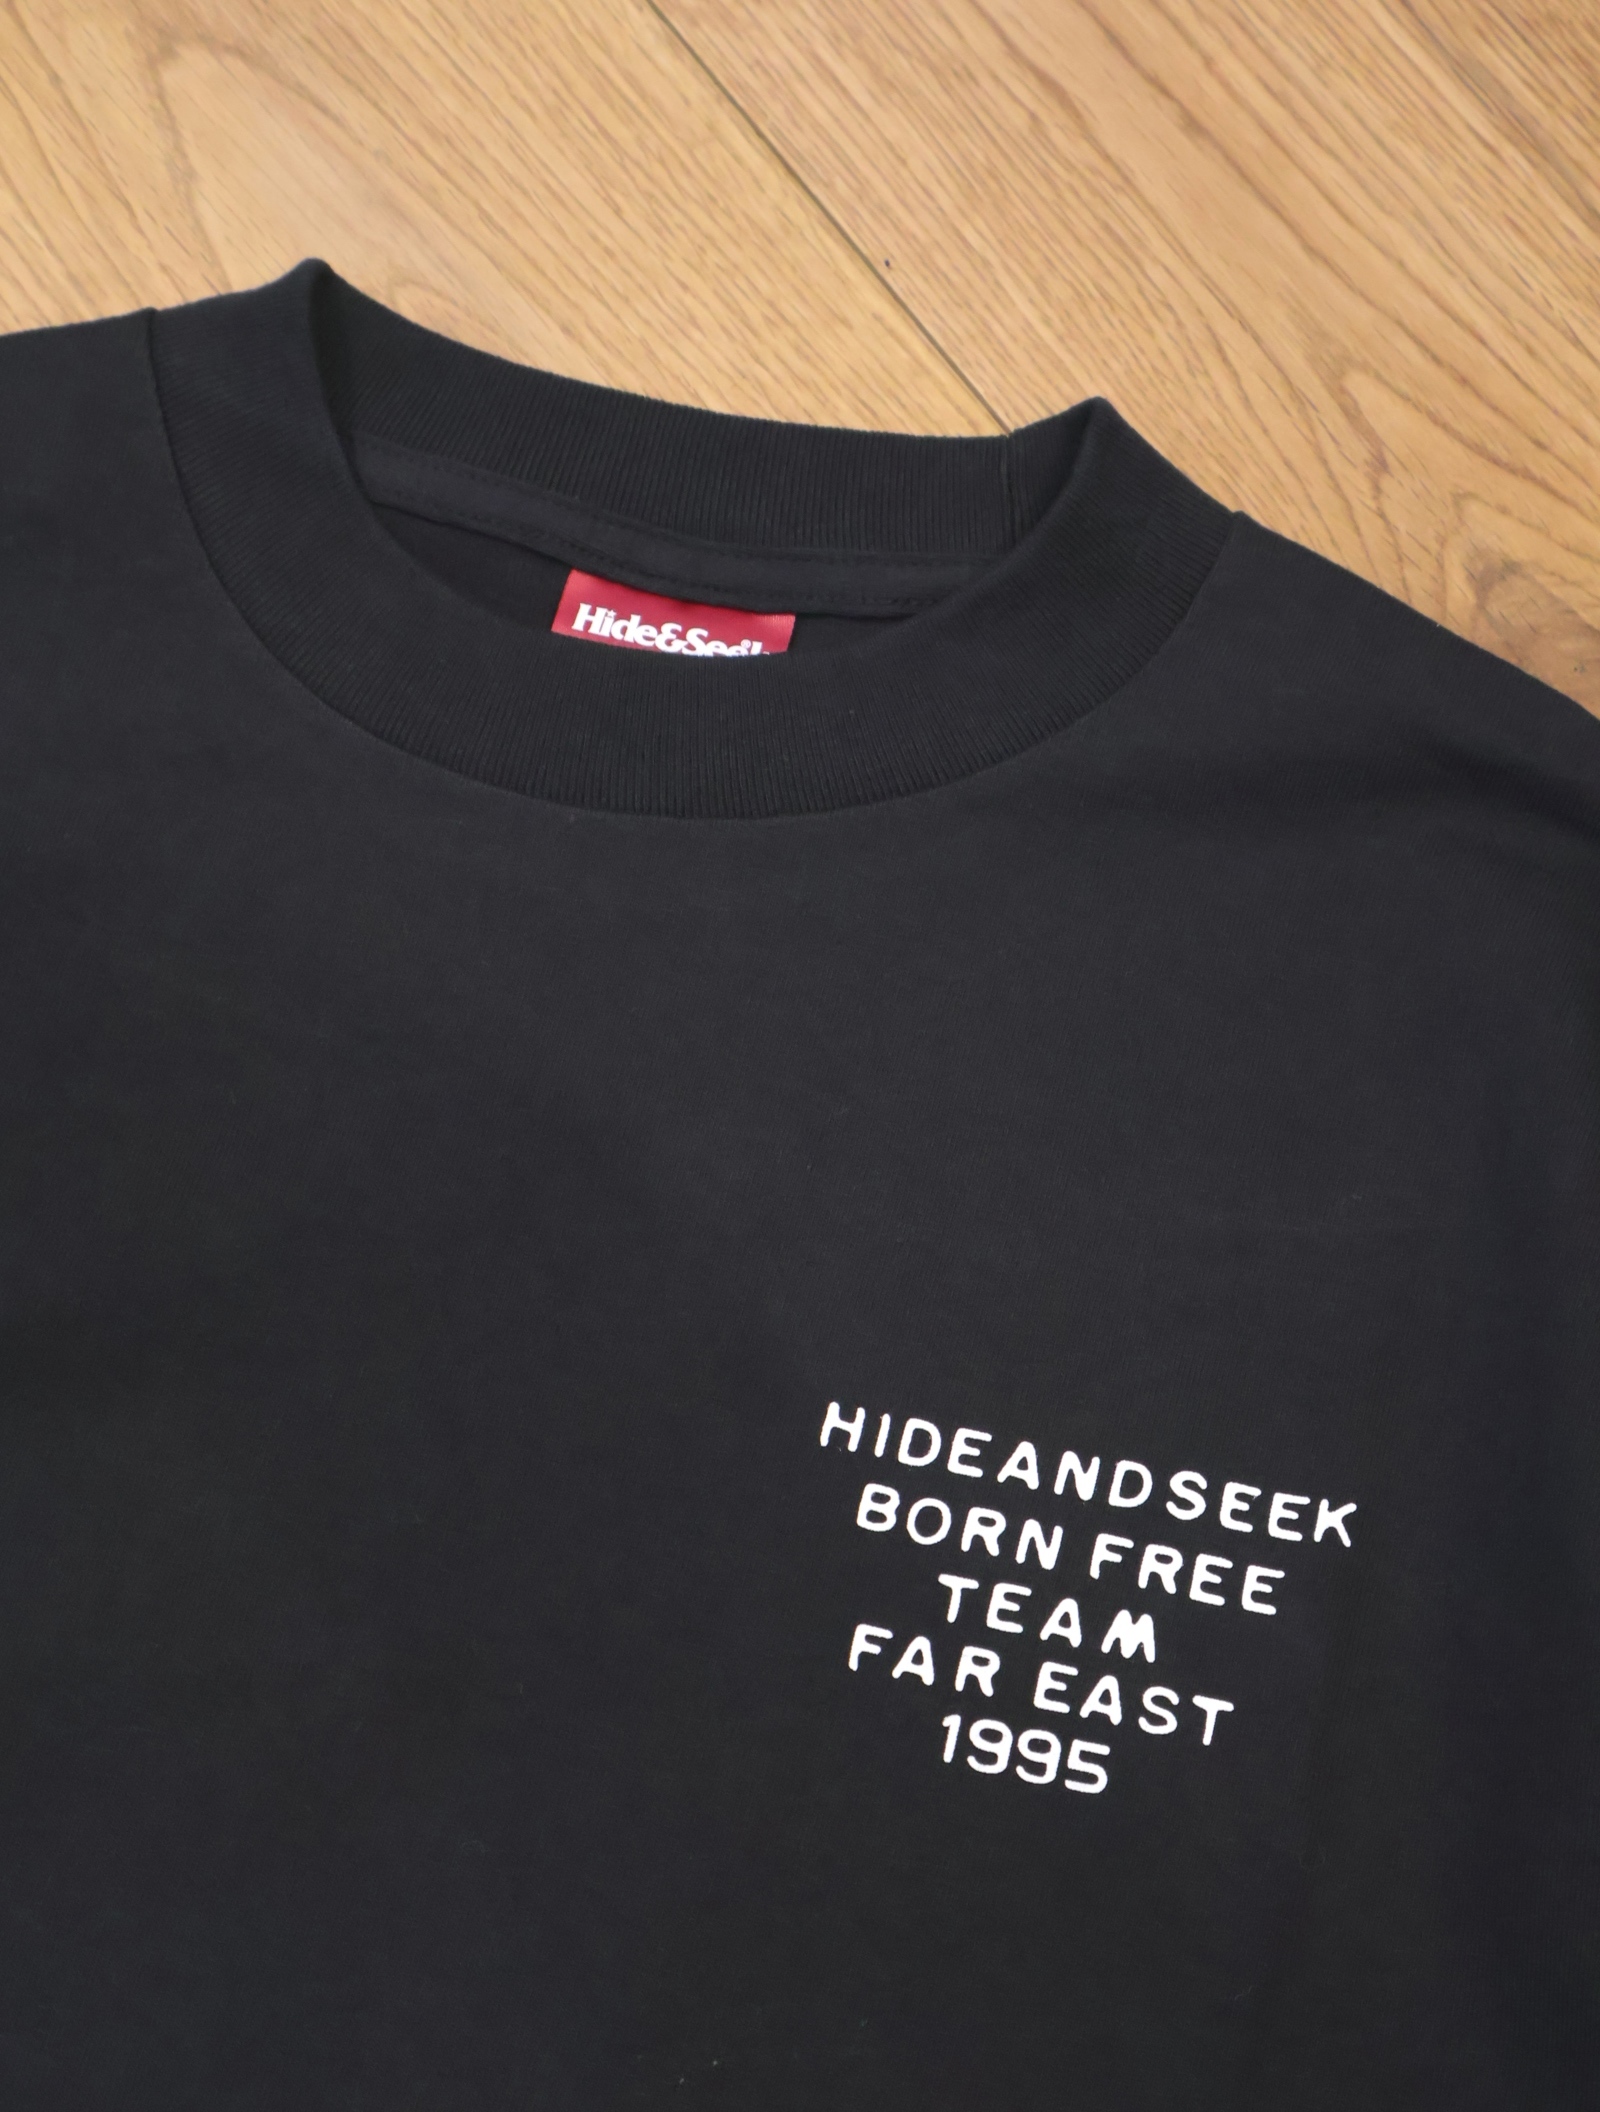 Hide&Seek
HIDEANDSEEK
BORN FREE
TEAM
FAR EAST
1995